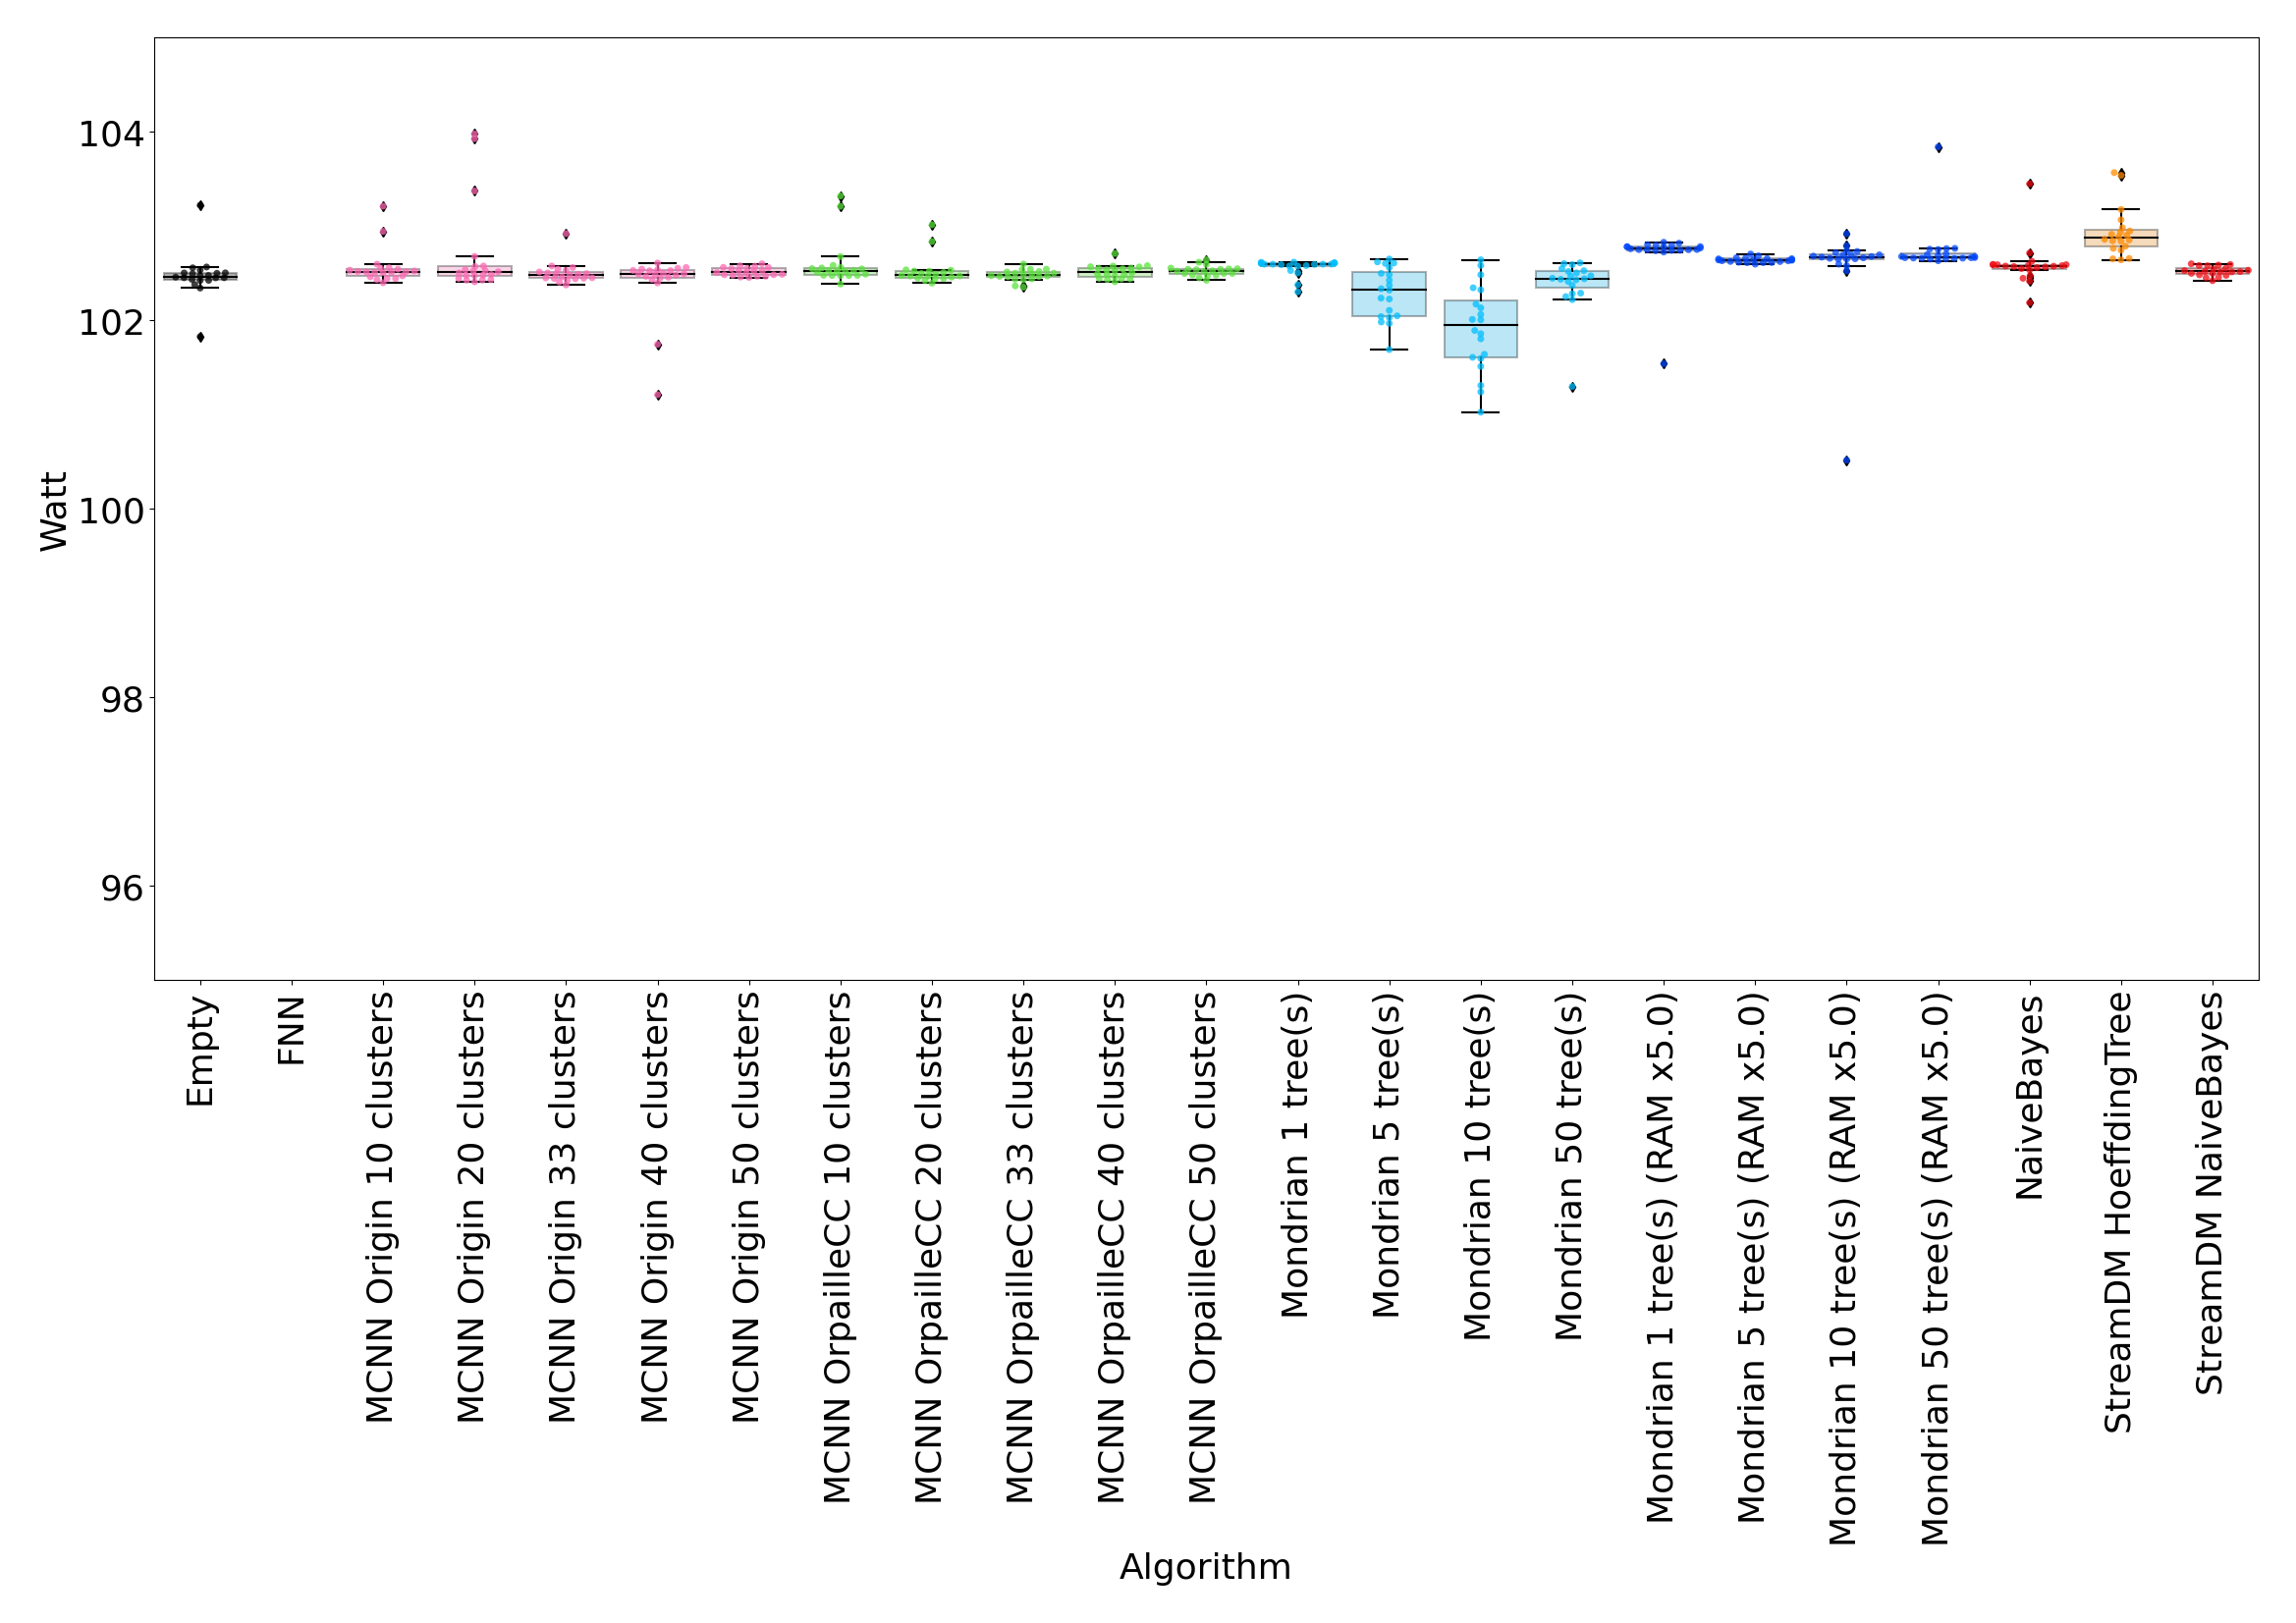 104
102
100
98
96
Watt
Empty
FNN
MCNN Origin 10 clusters
MCNN Origin 20 clusters
MCNN Origin 33 clusters
MCNN Origin 40 clusters
MCNN Origin 50 clusters
MCNN OrpailleCC 10 clusters
MCNN OrpailleCC 20 clusters
MCNN OrpailleCC 33 clusters
MCNN OrpailleCC 40 clusters
MCNN OrpailleCC 50 clusters
Mondrian 1 tree(s)
Mondrian 5 tree(s)
Mondrian 10 tree(s)
Mondrian 50 tree(s)
Mondrian 1 tree(s) (RAM x5.0)
Mondrian 5 tree(s) (RAM x5.0)
Mondrian 10 tree(s) (RAM x5.0)
Mondrian 50 tree(s) (RAM x5.0)
NaiveBayes
StreamDM HoeffdingTree
StreamDM NaiveBayes
Algorithm